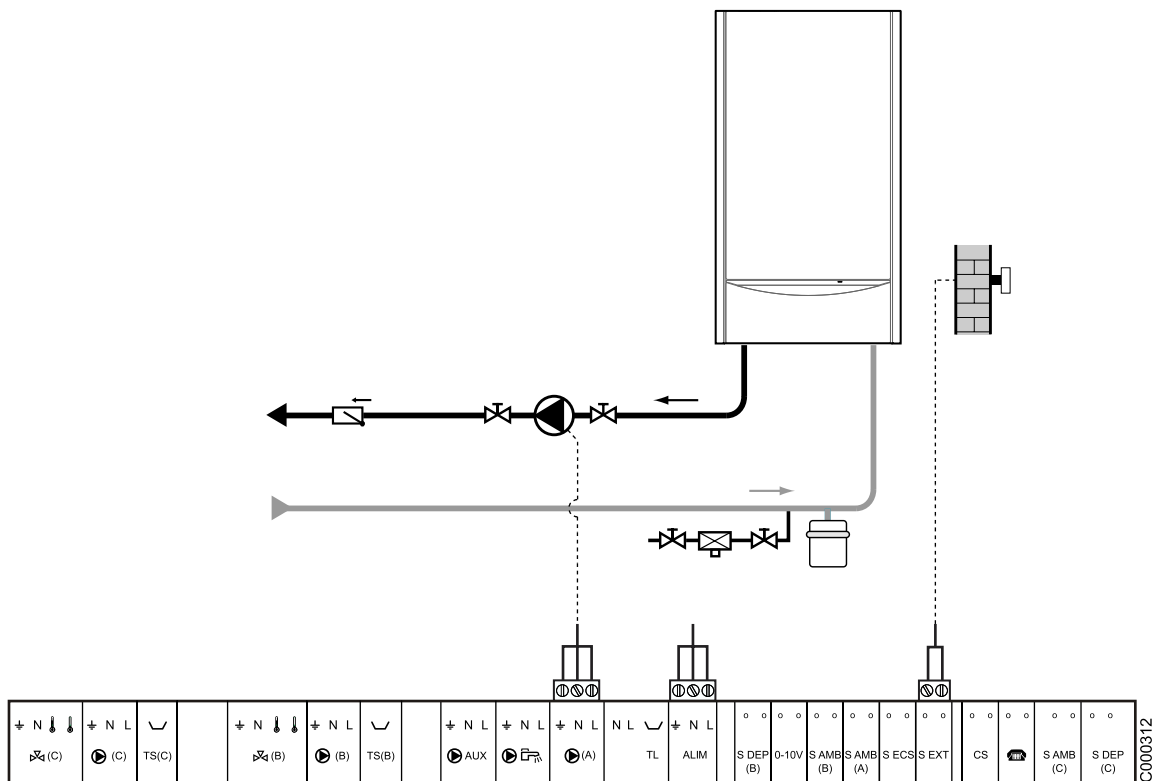 N
N L
N
N L
N L
N L
N L
N L
N L
(C)
(C)
TS(C)
(B)
(B)
TS(B)
AUX
(A)
TL
ALIM
S DEP
(B)
0-10V
S AMB
(B)
S AMB
(A)
S ECS
S EXT
CS
S AMB
(C)
S DEP
(C)
C000312